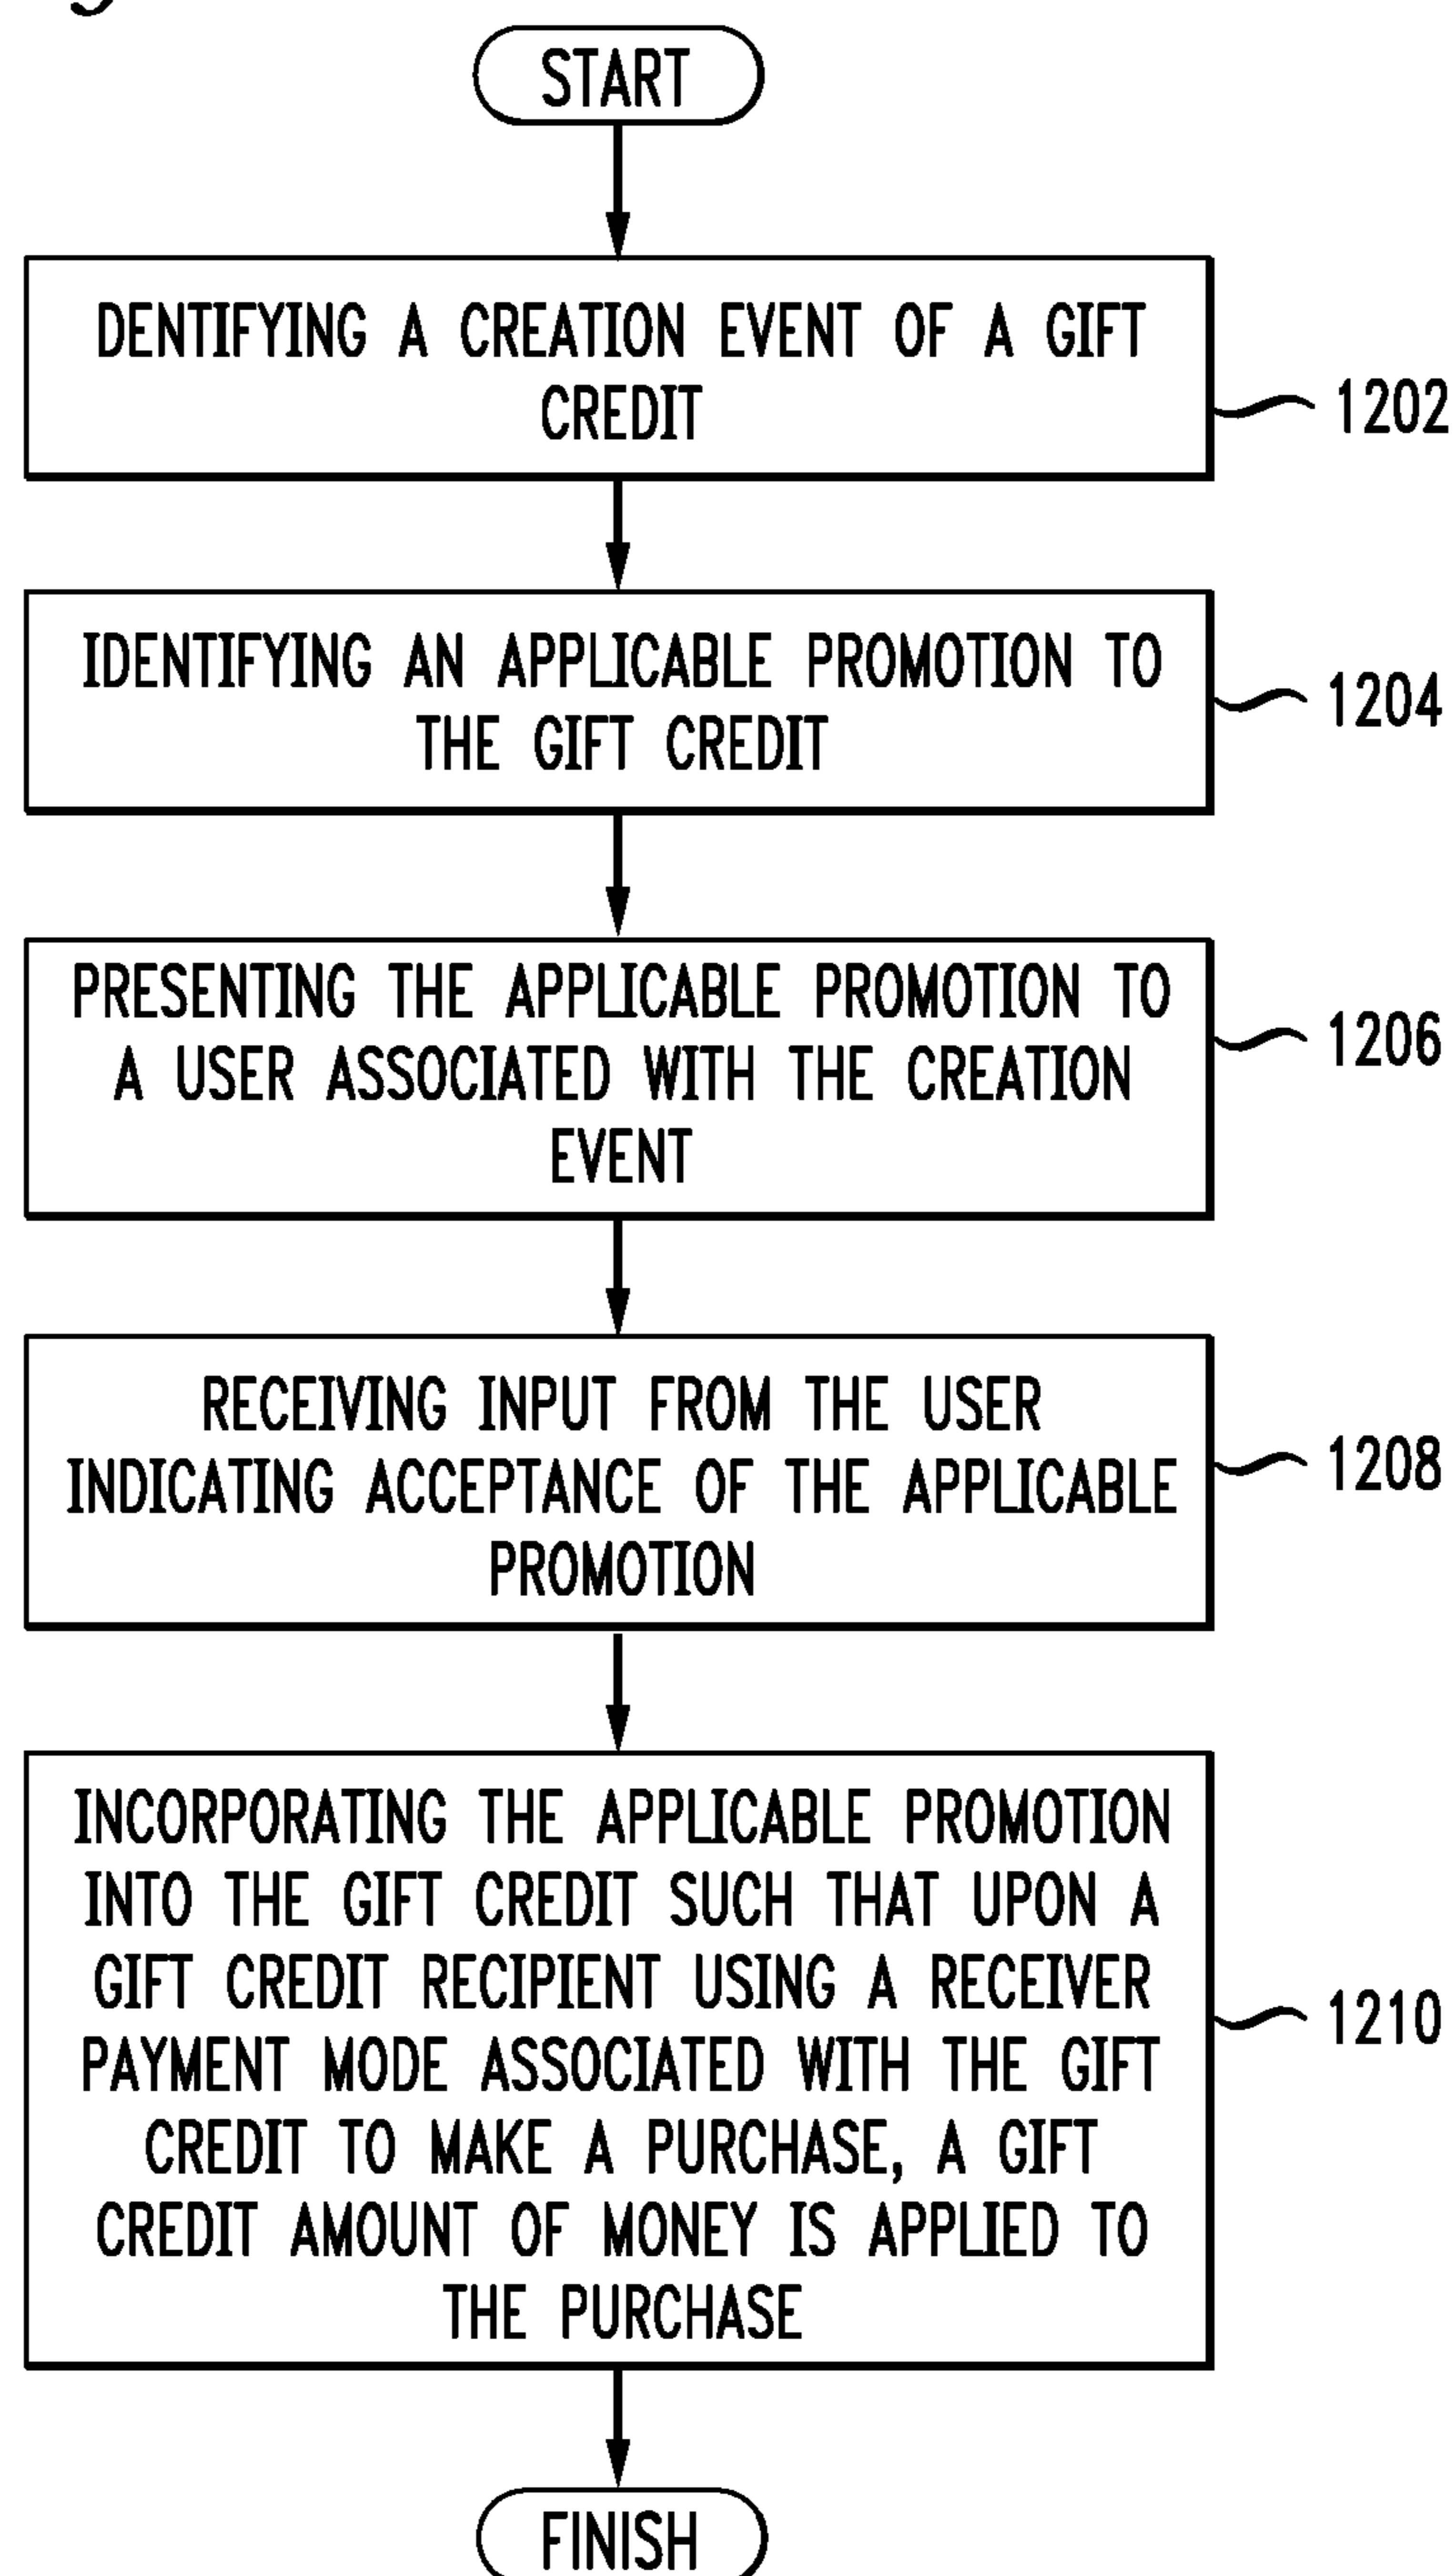 START
DENTIFYING A CREATION EVENT OF A GIFT
CREDIT
1202
IDENTIFYING AN APPLICABLE PROMOTION TO
THE GIFT CREDIT
1204
PRESENTING THE APPLICABLE PROMOTION TO
A USER ASSOCIATED WITH THE CREATION
EVENT
1206
RECEIVING INPUT FROM THE USER
INDICATING ACCEPTANCE OF THE APPLICABLE
PROMOTION
1208
INCORPORATING THE APPLICABLE PROMOTION
INTO THE GIFT CREDIT SUCH THAT UPON A
GIFT CREDIT RECIPIENT USING A RECEIVER
PAYMENT MODE ASSOCIATED WITH THE GIFT
CREDIT TO MAKE A PURCHASE, A GIFT
CREDIT AMOUNT OF MONEY IS APPLIED TO
THE PURCHASE
1210
FINISH